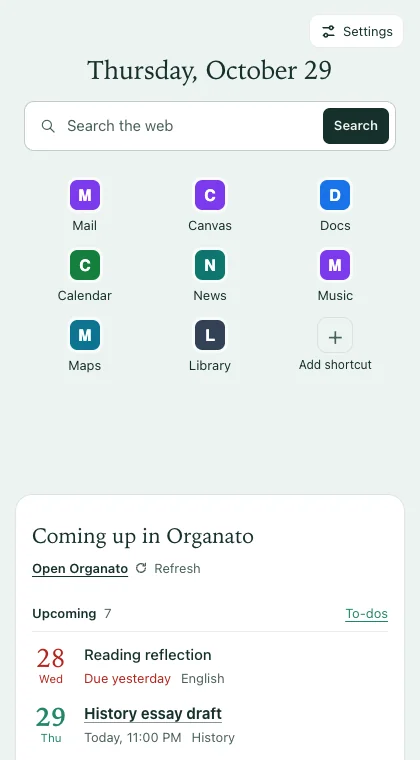 Settings
Thursday, October 29
Search the web
Search
M
C
D
Mail
Canvas
Docs
C
N
M
Calendar
News
Music
M
L
Maps
Library
Add shortcut
Coming up in Organato
Open Organato Refresh
Upcoming 7
To-dos
28 Reading reflection
Wed Due yesterday English
29 History essay draft
Thu Today, 11:00 PM History